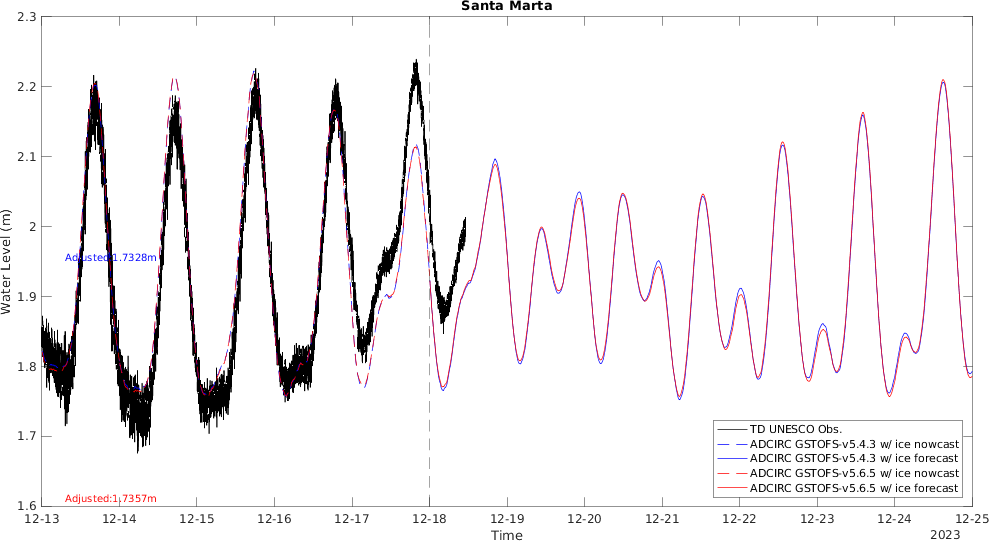 Santa Marta
2.3
2.2
2.1
2
1.9
1.8
1.7
1.6
Water Level (m)
Adjusted:1.7328m
Adjusted:1.7357m
TD UNESCO Obs.
ADCIRC GSTOFS-v5.4.3 w/ ice nowcast
ADCIRC GSTOFS-v5.4.3 w/ ice forecast
ADCIRC GSTOFS-v5.6.5 w/ ice nowcast
ADCIRC GSTOFS-v5.6.5 w/ ice forecast
12-13 12-14 12-15 12-16 12-17 12-18 12-19 12-20 12-21 12-22 12-23 12-24 12-25
Time
2023